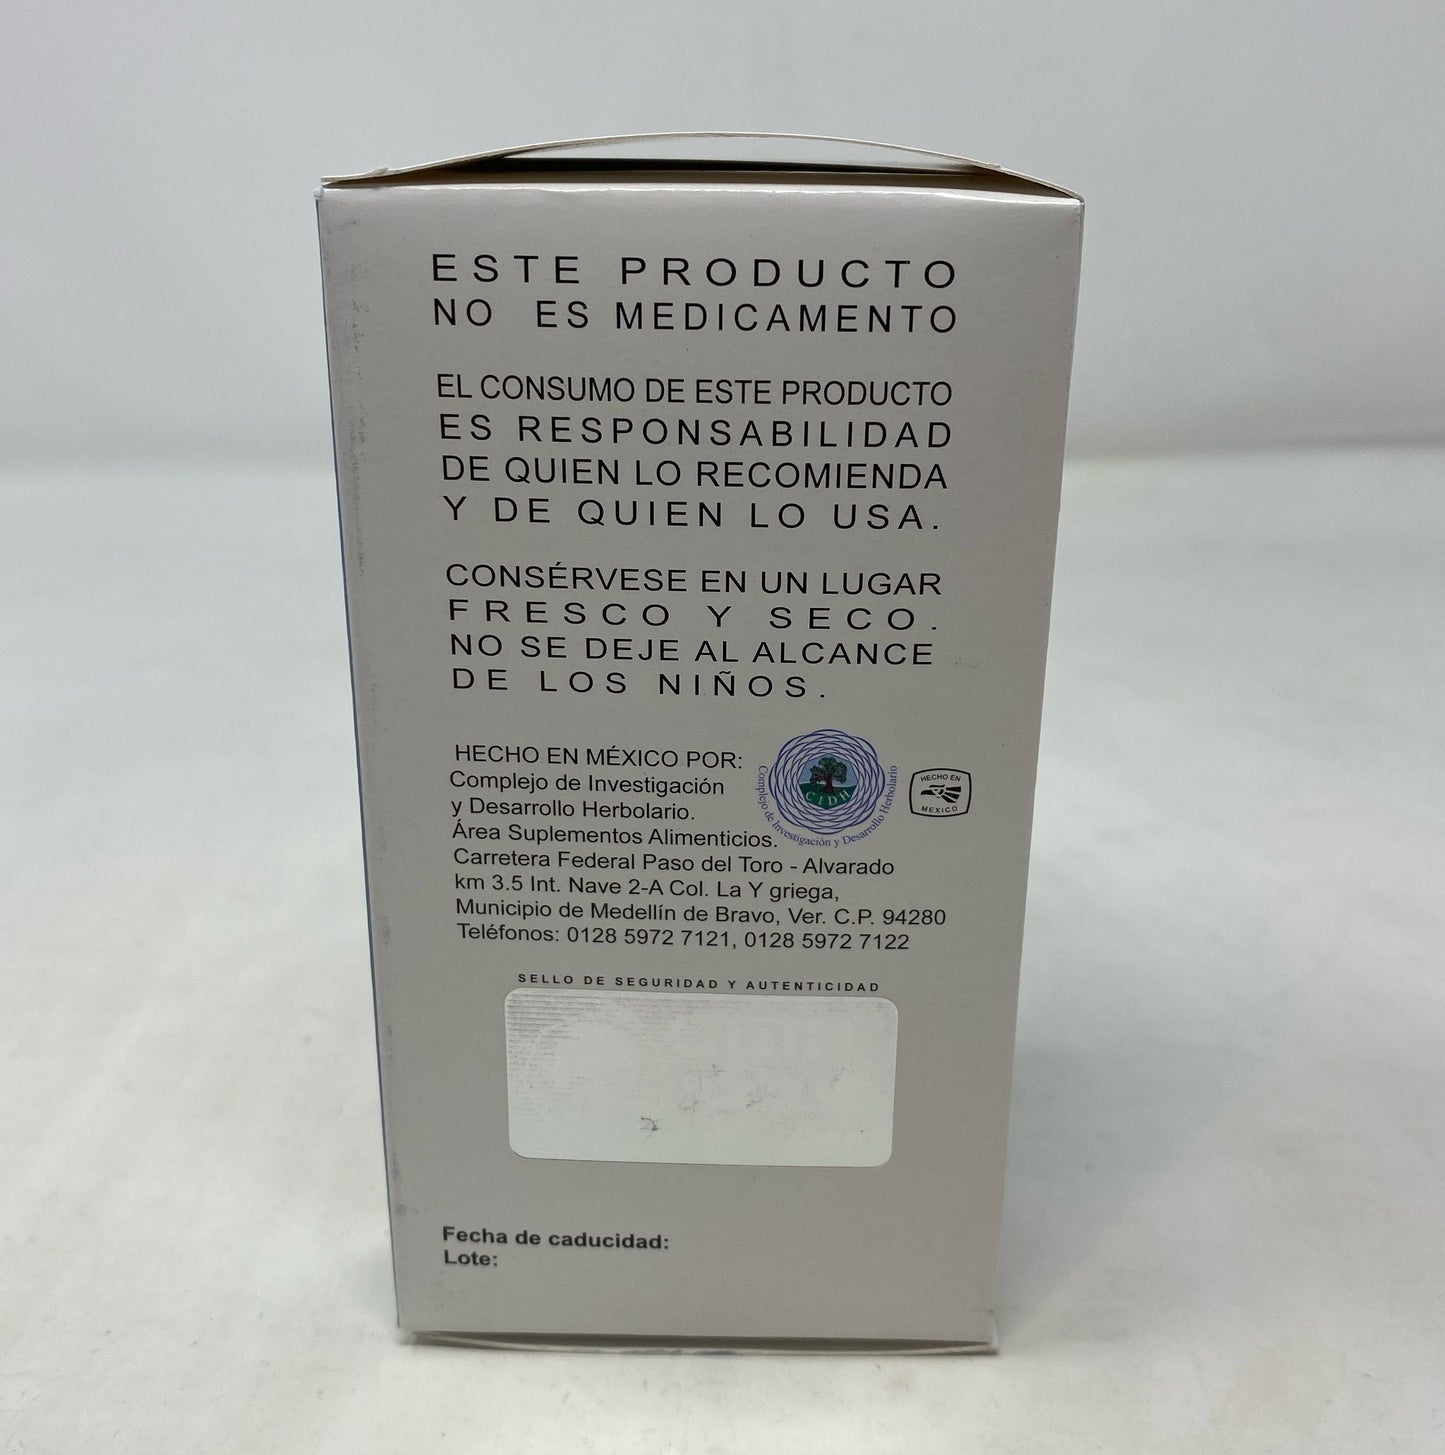 ESTE PRODUCTO
NO ES MEDICAMENTO
EL CONSUMO DE ESTE PRODUCTO
ES RESPONSABILIDAD
DE QUIEN LO RECOMIENDA
Y DE QUIEN LO USA.
CONSÉRVESE EN UN LUGAR
FRESCO Y SECO.
NO SE DEJE AL ALCANCE
DE LOS NIÑOS.
HECHO EN MÉXICO POR:
Complejo de Investigación
y Desarrollo Herbolario.
Área Suplementos Alimenticios.
Carretera Federal Paso del Toro - Alvarado
km 3.5 Int. Nave 2-A Col. La Y griega,
Municipio de Medellín de Bravo, Ver. C.P. 94280
Teléfonos: 0128 5972 7121, 0128 5972 7122
CIDH
Complejo de Investigación y Desarrollo Herbolario
HECHO EN
MEXICO
SELLO DE SEGURIDAD Y AUTENTICIDAD
Fecha de caducidad:
Lote: